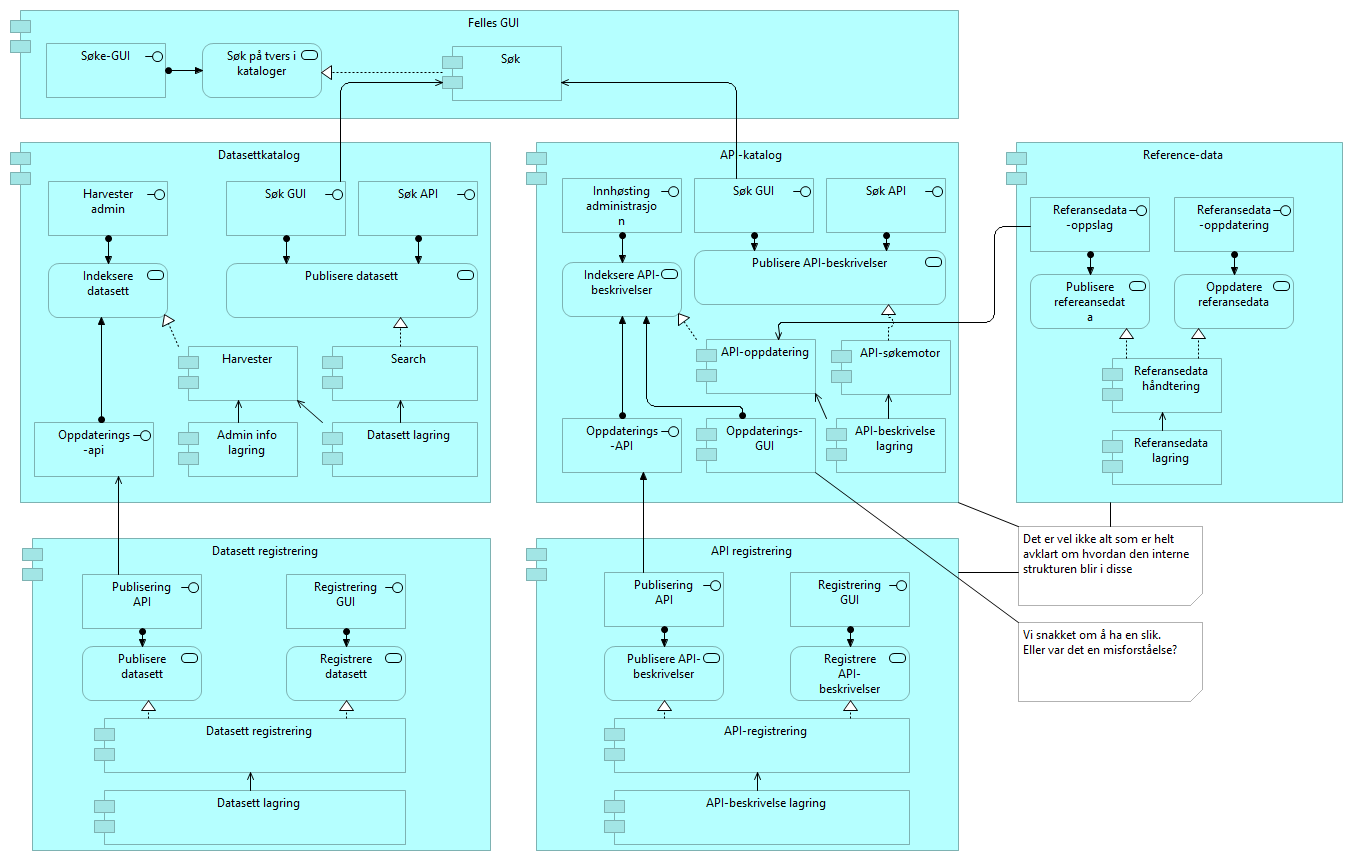 Felles GUI
Søke-GUI
Søk på tvers i
kataloger
Søk
Datasettkatalog
Harvester
admin
Søk GUI
Søk API
Indeksere
datasett
Publisere datasett
Harvester
Search
Oppdaterings
-api
Admin info
lagring
Datasett lagring
API-katalog
Innhøsting
administrasjo
n
Søk GUI
Søk API
Indeksere API-
beskrivelser
Publisere API-beskrivelser
API-oppdatering
API-søkemotor
Oppdaterings
-API
Oppdaterings-
GUI
API-beskrivelse
lagring
Reference-data
Referansedata
-oppslag
Referansedata
-oppdatering
Publisere
refereansedat
a
Oppdatere
referansedata
Referansedata
håndtering
Referansedata
lagring
Datasett registrering
Publisering
API
Registrering
GUI
Publisere
datasett
Registrere
datasett
Datasett registrering
Datasett lagring
API registrering
Publisering
API
Registrering
GUI
Publisere API-
beskrivelser
Registrere
API-
beskrivelser
API-registrering
API-beskrivelse lagring
Det er vel ikke alt som er helt
avklart om hvordan den interne
strukturen blir i disse
Vi snakket om å ha en slik.
Eller var det en misforståelse?